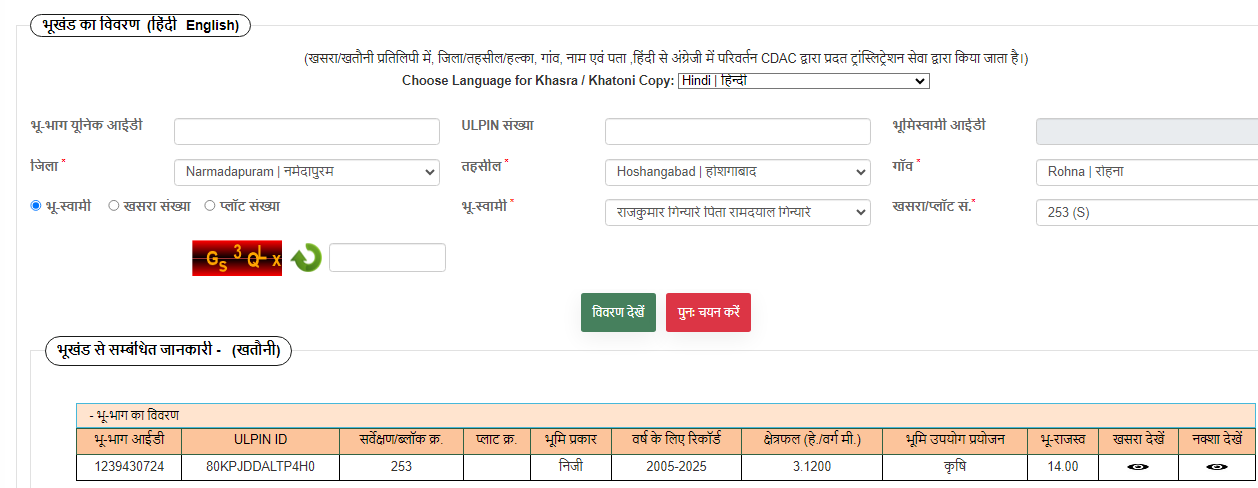 भूखंड का विवरण (हिंदी English)
(खसरा/खतौनी प्रतिलिपी में, जिला/तहसील/हल्का, गांव, नाम एवं पता ,हिंदी से अंग्रेजी में परिवर्तन CDAC द्वारा प्रदत ट्रांस्लिट्रेशन सेवा द्वारा किया जाता है।)
Choose Language for Khasra / Khatoni Copy: Hindi | हिन्दी
भू-भाग यूनिक आईडी ULPIN संख्या भूमिस्वामी आईडी
जिला * Narmadapuram | नर्मदापुरम तहसील * Hoshangabad | होशंगाबाद गाँव * Rohna | रोहना
भू-स्वामी खसरा संख्या प्लॉट संख्या भू-स्वामी * राजकुमार गिन्यारे पिता रामदयाल गिन्यारे खसरा/प्लॉट सं.* 253 (S)
Gs3QLx
विवरण देखें पुनः चयन करें
भूखंड से सम्बंधित जानकारी - (खतौनी)
- भू-भाग का विवरण
भू-भाग आईडी ULPIN ID सर्वेक्षण/ब्लॉक क्र. प्लाट क्र. भूमि प्रकार वर्ष के लिए रिकॉर्ड क्षेत्रफल (हे./वर्ग मी.) भूमि उपयोग प्रयोजन भू-राजस्व खसरा देखें नक्शा देखें
1239430724 80KPJDDALTP4H0 253 निजी 2005-2025 3.1200 कृषि 14.00